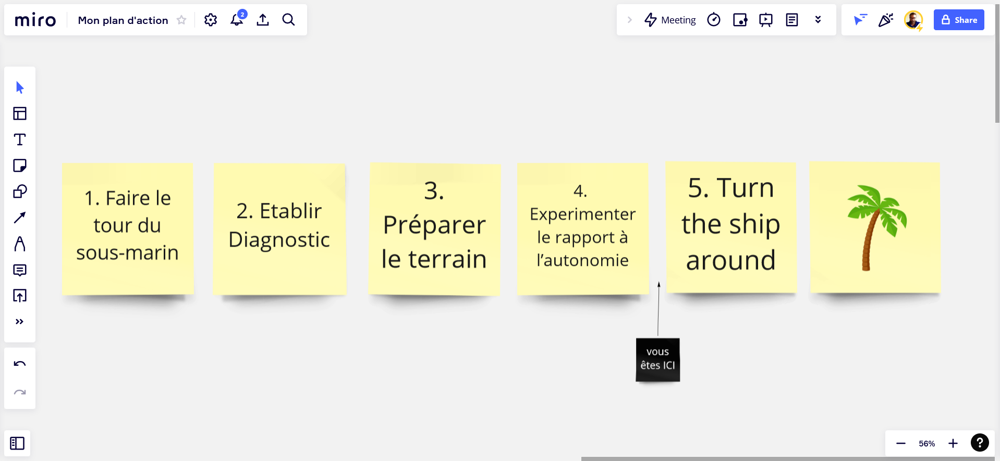 miro
Mon plan d'action
2
Meeting
Share
1. Faire le
tour du
sous-marin
2. Etablir
Diagnostic
3.
Préparer
le terrain
4.
Experimenter
le rapport à
l’autonomie
5. Turn
the ship
around
vous
êtes ICI
56%
?